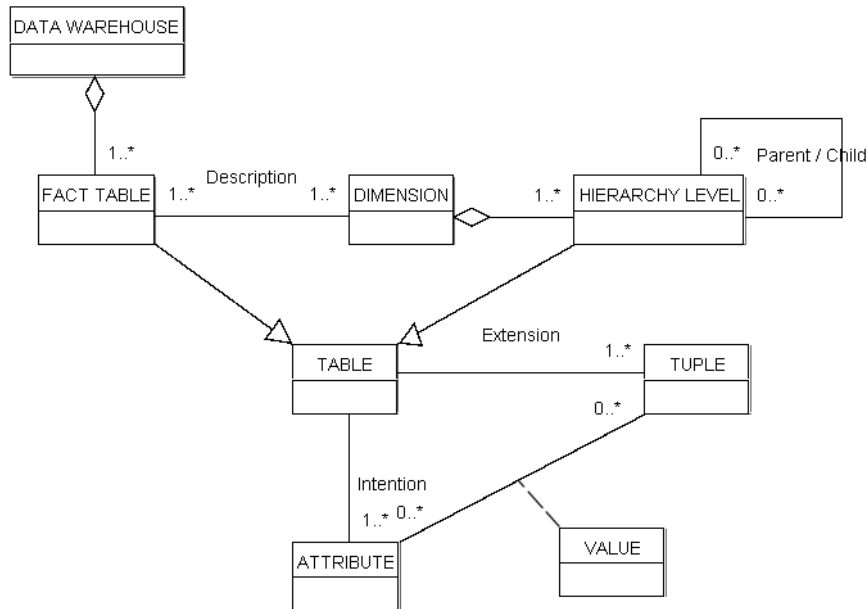 DATA WAREHOUSE
1..*
0..*
Parent / Child
Description
FACT TABLE
1..*
1..*
DIMENSION
1..*
HIERARCHY LEVEL
0..*
Extension
TABLE
1..*
TUPLE
0..*
Intention
1..*
0..*
ATTRIBUTE
VALUE